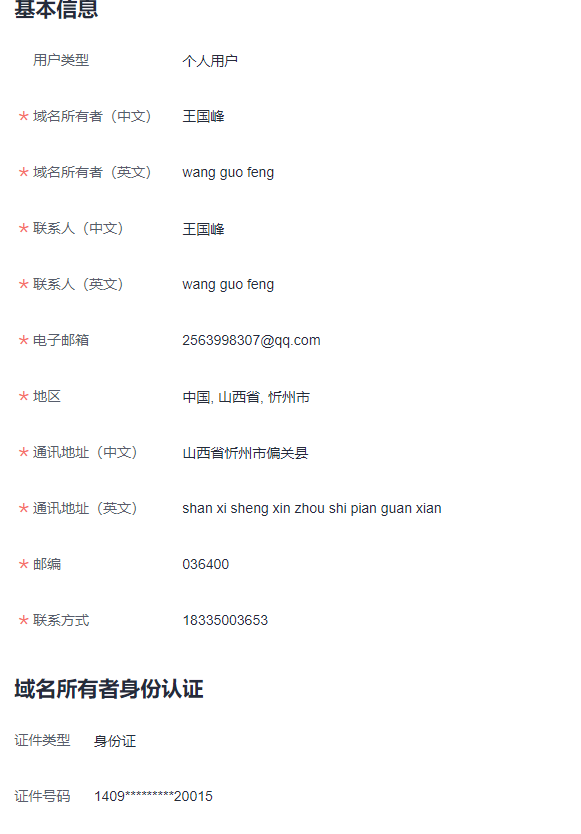 基本信息
用户类型 个人用户
* 域名所有者（中文） 王国峰
* 域名所有者（英文） wang guo feng
* 联系人（中文） 王国峰
* 联系人（英文） wang guo feng
* 电子邮箱 2563998307@qq.com
* 地区 中国, 山西省, 忻州市
* 通讯地址（中文） 山西省忻州市偏关县
* 通讯地址（英文） shan xi sheng xin zhou shi pian guan xian
* 邮编 036400
* 联系方式 18335003653
域名所有者身份认证
证件类型 身份证
证件号码 1409*********20015